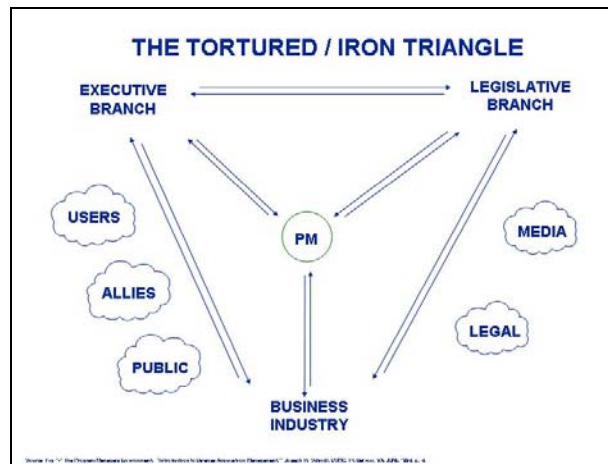 THE TORTURED / IRON TRIANGLE
EXECUTIVE
BRANCH
LEGISLATIVE
BRANCH
USERS
PM
MEDIA
ALLIES
LEGAL
PUBLIC
BUSINESS
INDUSTRY